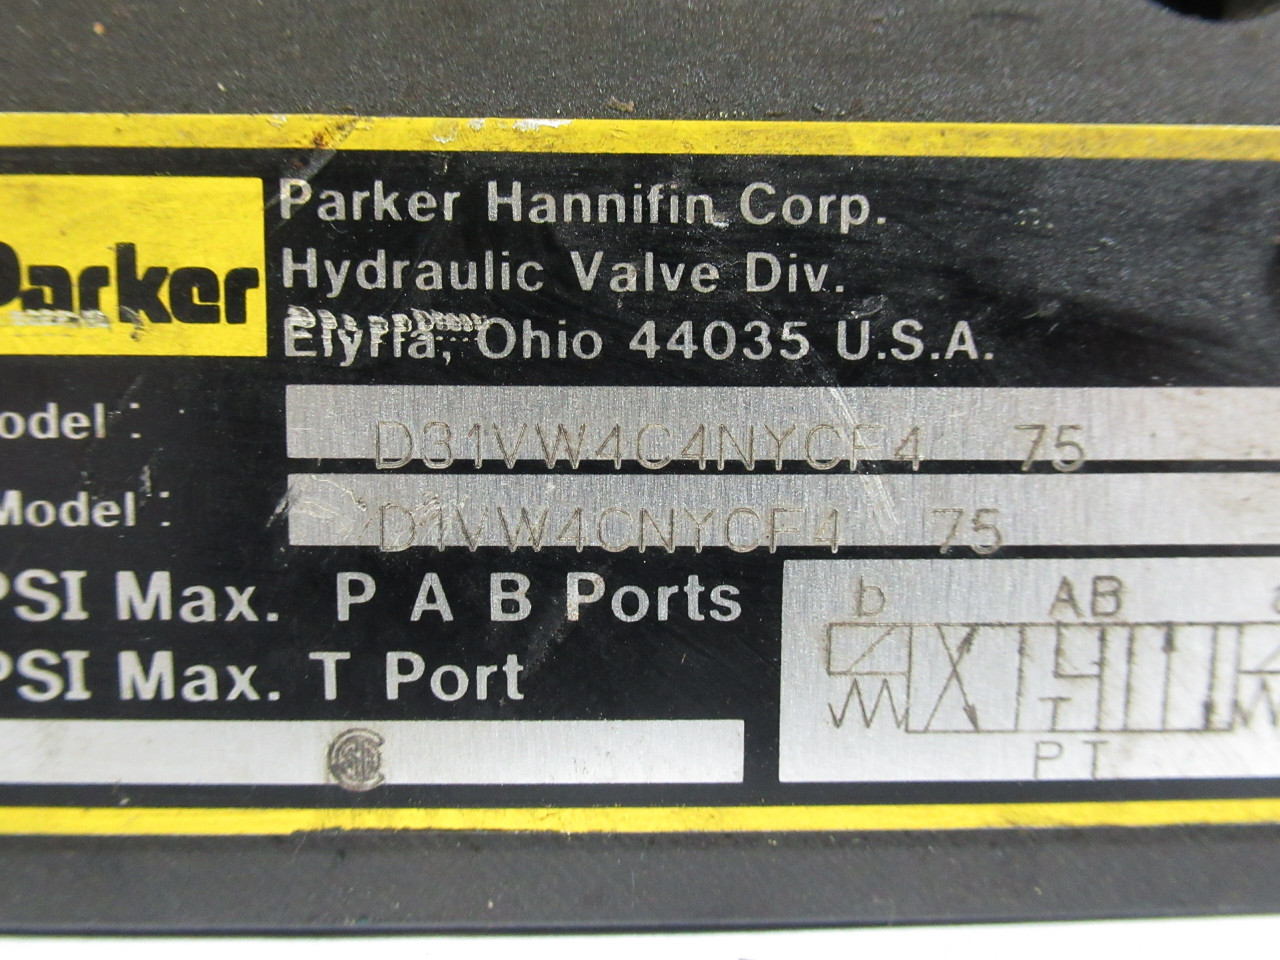 Parker
Parker Hannifin Corp.
Hydraulic Valve Div.
Elyria, Ohio 44035 U.S.A.
odel : D31VW4C4NYCF4 75
Model : D1VW4CNYCF4 75
PSI Max. P A B Ports
PSI Max. T Port
b AB
T
PT